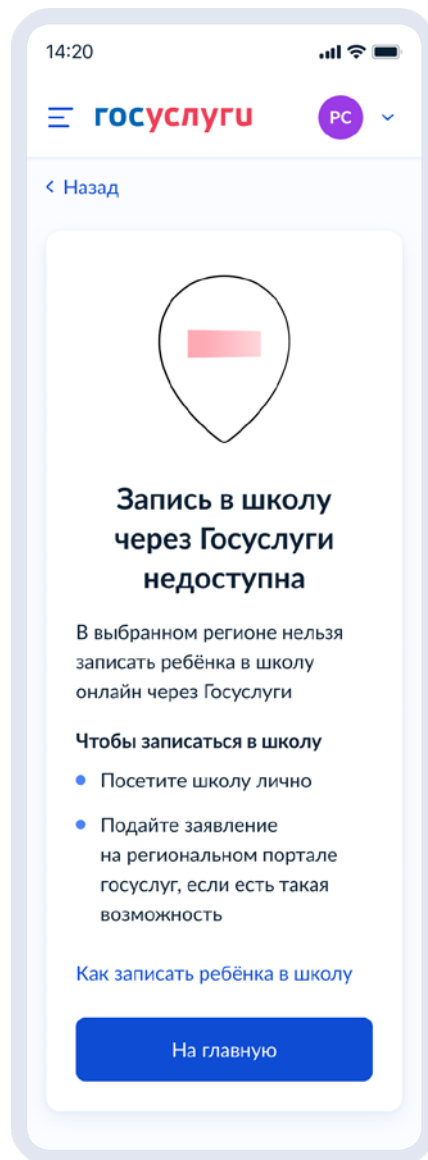 14:20
госуслуги
РС
Назад
Запись в школу
через Госуслуги
недоступна
В выбранном регионе нельзя
записать ребёнка в школу
онлайн через Госуслуги
Чтобы записаться в школу
Посетите школу лично
Подайте заявление
на региональном портале
госуслуг, если есть такая
возможность
Как записать ребёнка в школу
На главную